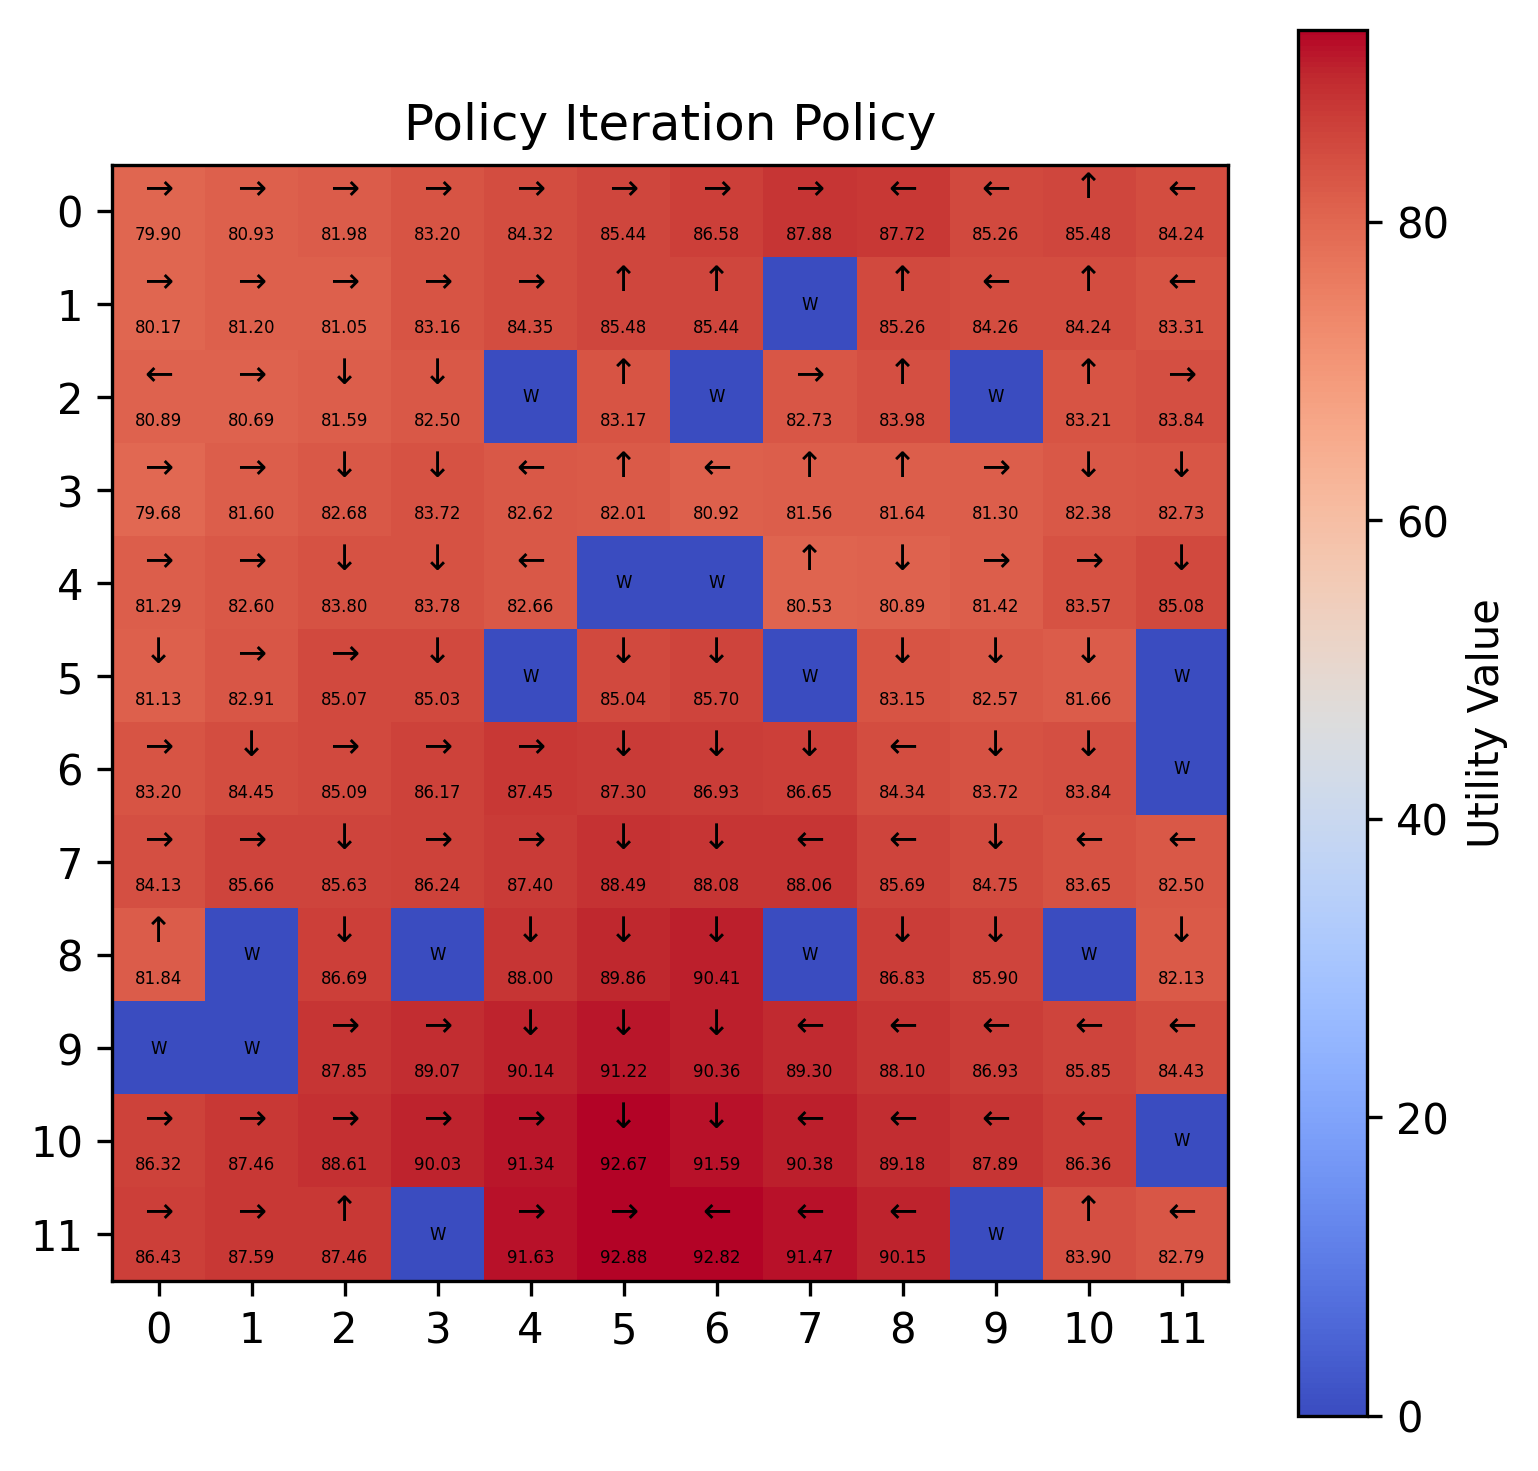 Policy Iteration Policy
0 → → → → → → → → ← ← ↑ ←
79.90 80.93 81.98 83.20 84.32 85.44 86.58 87.88 87.72 85.26 85.48 84.24
1 → → → → → ↑ ↑ W ↑ ← ↑ ←
80.17 81.20 81.05 83.16 84.35 85.48 85.44 85.26 84.26 84.24 83.31
2 ← → ↓ ↓ W ↑ W → ↑ W ↑ →
80.89 80.69 81.59 82.50 83.17 82.73 83.98 83.21 83.84
3 → → ↓ ↓ ← ↑ ← ↑ ↑ → ↓ ↓
79.68 81.60 82.68 83.72 82.62 82.01 80.92 81.56 81.64 81.30 82.38 82.73
4 → → ↓ ↓ ← W W ↑ ↓ → → ↓
81.29 82.60 83.80 83.78 82.66 80.53 80.89 81.42 83.57 85.08
5 ↓ → → ↓ W ↓ ↓ W ↓ ↓ ↓ W
81.13 82.91 85.07 85.03 85.04 85.70 83.15 82.57 81.66
6 → ↓ → → → ↓ ↓ ↓ ← ↓ ↓ W
83.20 84.45 85.09 86.17 87.45 87.30 86.93 86.65 84.34 83.72 83.84
7 → → ↓ → → ↓ ↓ ← ← ↓ ← ←
84.13 85.66 85.63 86.24 87.40 88.49 88.08 88.06 85.69 84.75 83.65 82.50
8 ↑ W ↓ W ↓ ↓ ↓ W ↓ ↓ W ↓
81.84 86.69 88.00 89.86 90.41 86.83 85.90 82.13
9 W W → → ↓ ↓ ↓ ← ← ← ← ←
87.85 89.07 90.14 91.22 90.36 89.30 88.10 86.93 85.85 84.43
10 → → → → → ↓ ↓ ← ← ← ← W
86.32 87.46 88.61 90.03 91.34 92.67 91.59 90.38 89.18 87.89 86.36
11 → → ↑ W → → ← ← ← W ↑ ←
86.43 87.59 87.46 91.63 92.88 92.82 91.47 90.15 83.90 82.79
0 1 2 3 4 5 6 7 8 9 10 11
80
60
40
20
0
Utility Value